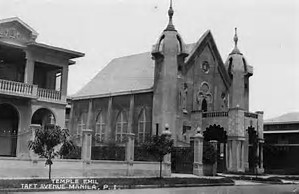 TEMPLE EMIL
TAFT AVENUE - MANILA, P. I.